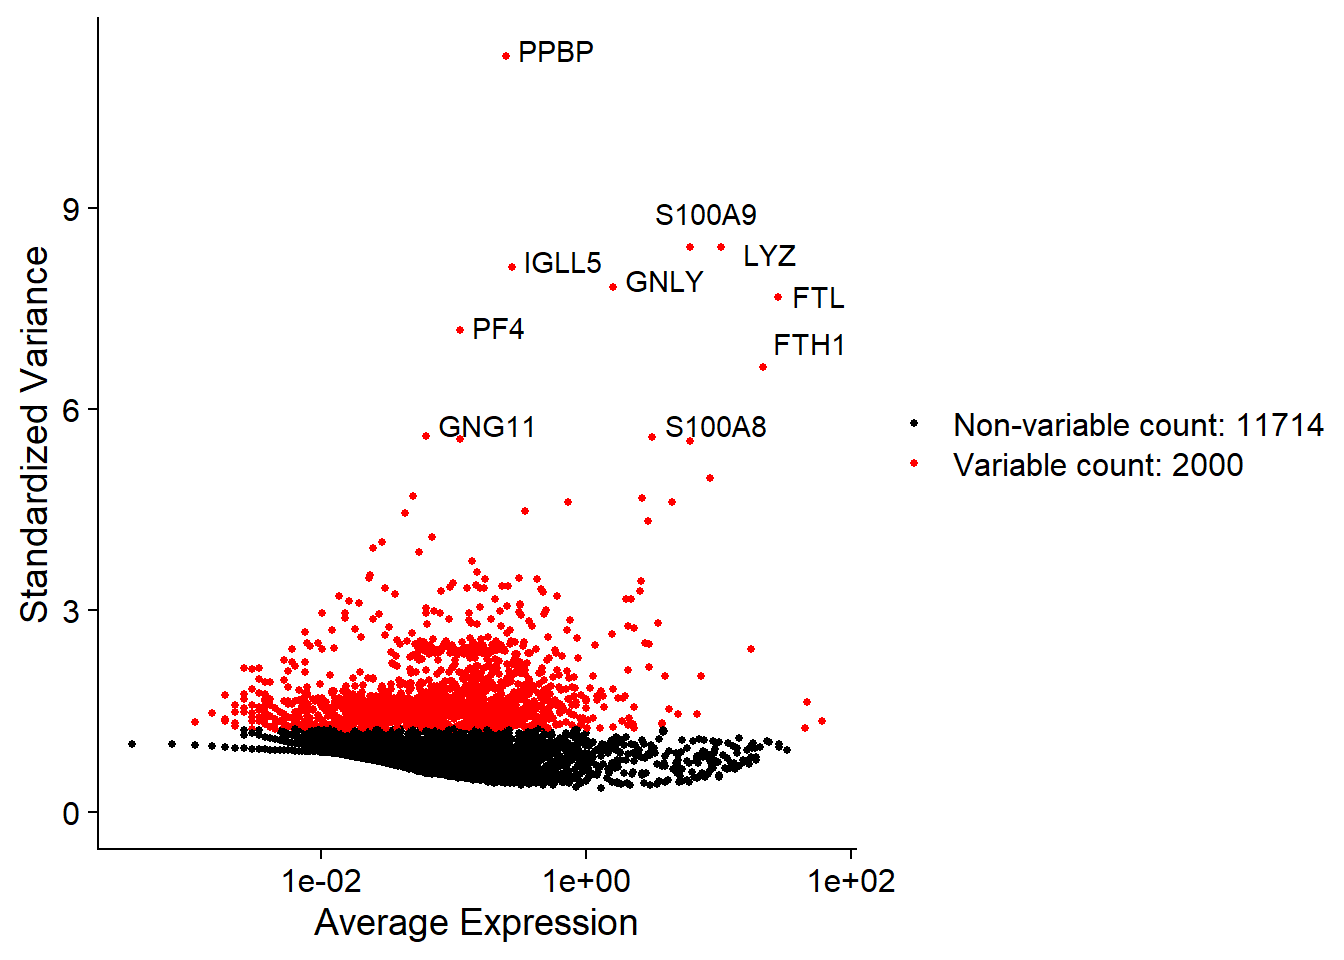 PPBP
9
S100A9
LYZ
IGLL5
GNLY
FTL
PF4
FTH1
6
GNG11
S100A8
Non-variable count: 11714
Variable count: 2000
Standardized Variance
3
0
1e-02 1e+00 1e+02
Average Expression